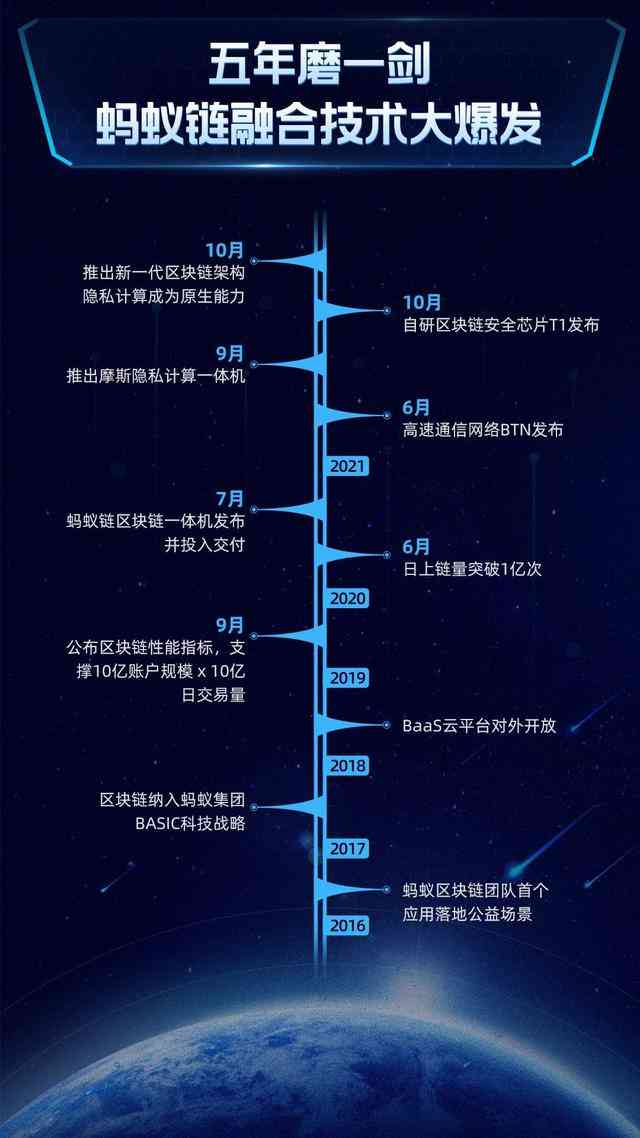 五年磨一剑
蚂蚁链融合技术大爆发
10月
推出新一代区块链架构
隐私计算成为原生能力
10月
自研区块链安全芯片T1发布
9月
推出摩斯隐私计算一体机
6月
高速通信网络BTN发布
2021
7月
蚂蚁链区块链一体机发布
并投入交付
6月
日上链量突破1亿次
2020
9月
公布区块链性能指标，支
撑10亿账户规模 x 10亿
日交易量
2019
BaaS云平台对外开放
2018
区块链纳入蚂蚁集团
BASIC科技战略
2017
蚂蚁区块链团队首个
应用落地公益场景
2016